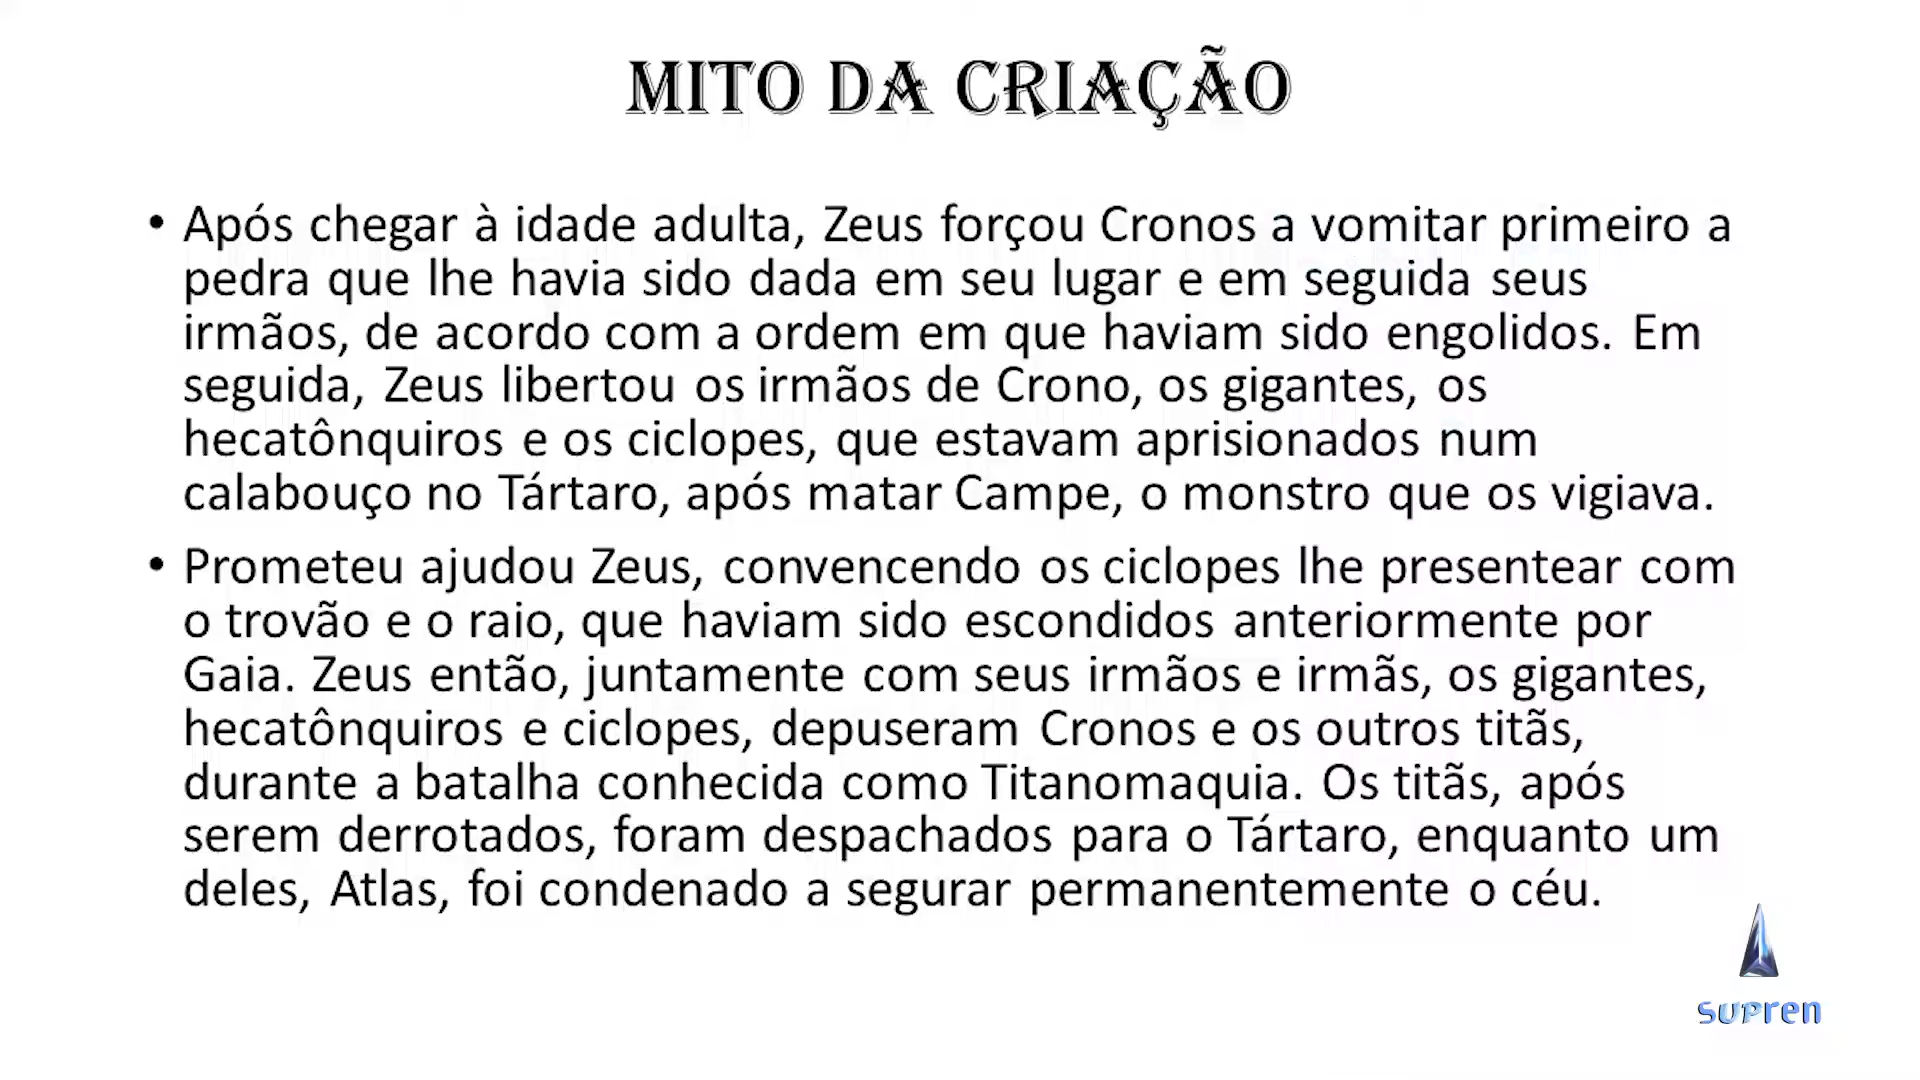 MITO DA CRIAÇÃO
• Após chegar à idade adulta, Zeus forçou Cronos a vomitar primeiro a
pedra que lhe havia sido dada em seu lugar e em seguida seus
irmãos, de acordo com a ordem em que haviam sido engolidos. Em
seguida, Zeus libertou os irmãos de Crono, os gigantes, os
hecatônquiros e os ciclopes, que estavam aprisionados num
calabouço no Tártaro, após matar Campe, o monstro que os vigiava.
• Prometeu ajudou Zeus, convencendo os ciclopes lhe presentear com
o trovão e o raio, que haviam sido escondidos anteriormente por
Gaia. Zeus então, juntamente com seus irmãos e irmãs, os gigantes,
hecatônquiros e ciclopes, depuseram Cronos e os outros titãs,
durante a batalha conhecida como Titanomaquia. Os titãs, após
serem derrotados, foram despachados para o Tártaro, enquanto um
deles, Atlas, foi condenado a segurar permanentemente o céu.
Supren